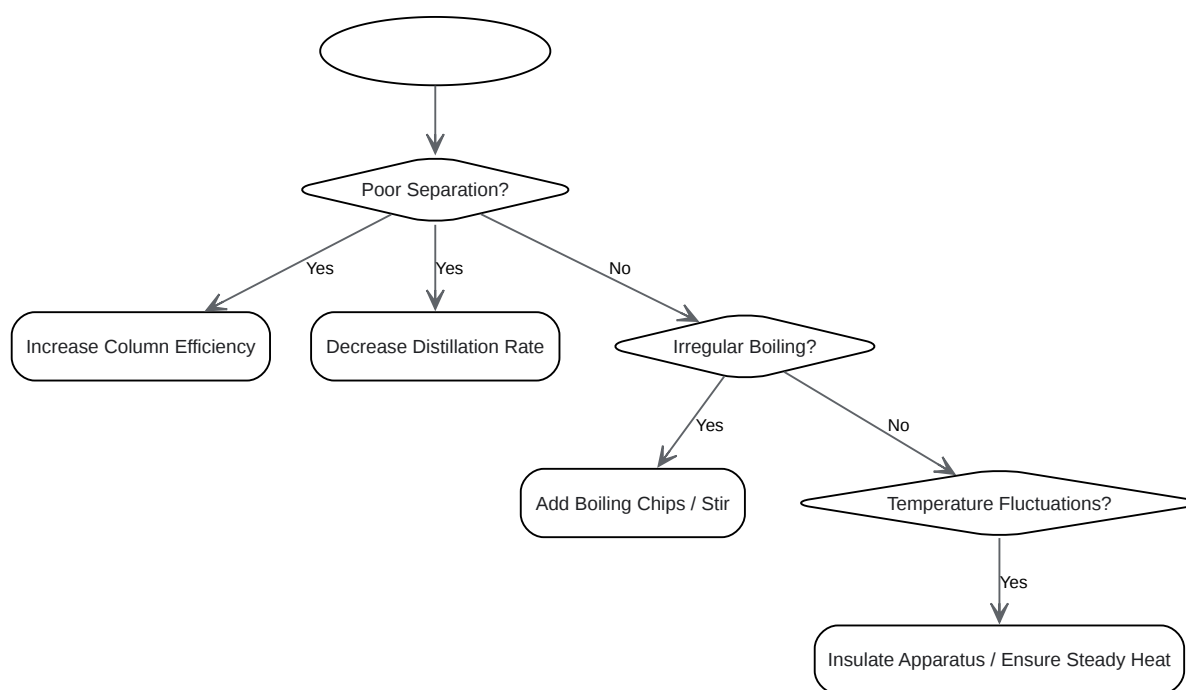 Poor Separation?
Yes
Yes
No
Increase Column Efficiency
Decrease Distillation Rate
Irregular Boiling?
Yes
No
Add Boiling Chips / Stir
Temperature Fluctuations?
Yes
Insulate Apparatus / Ensure Steady Heat